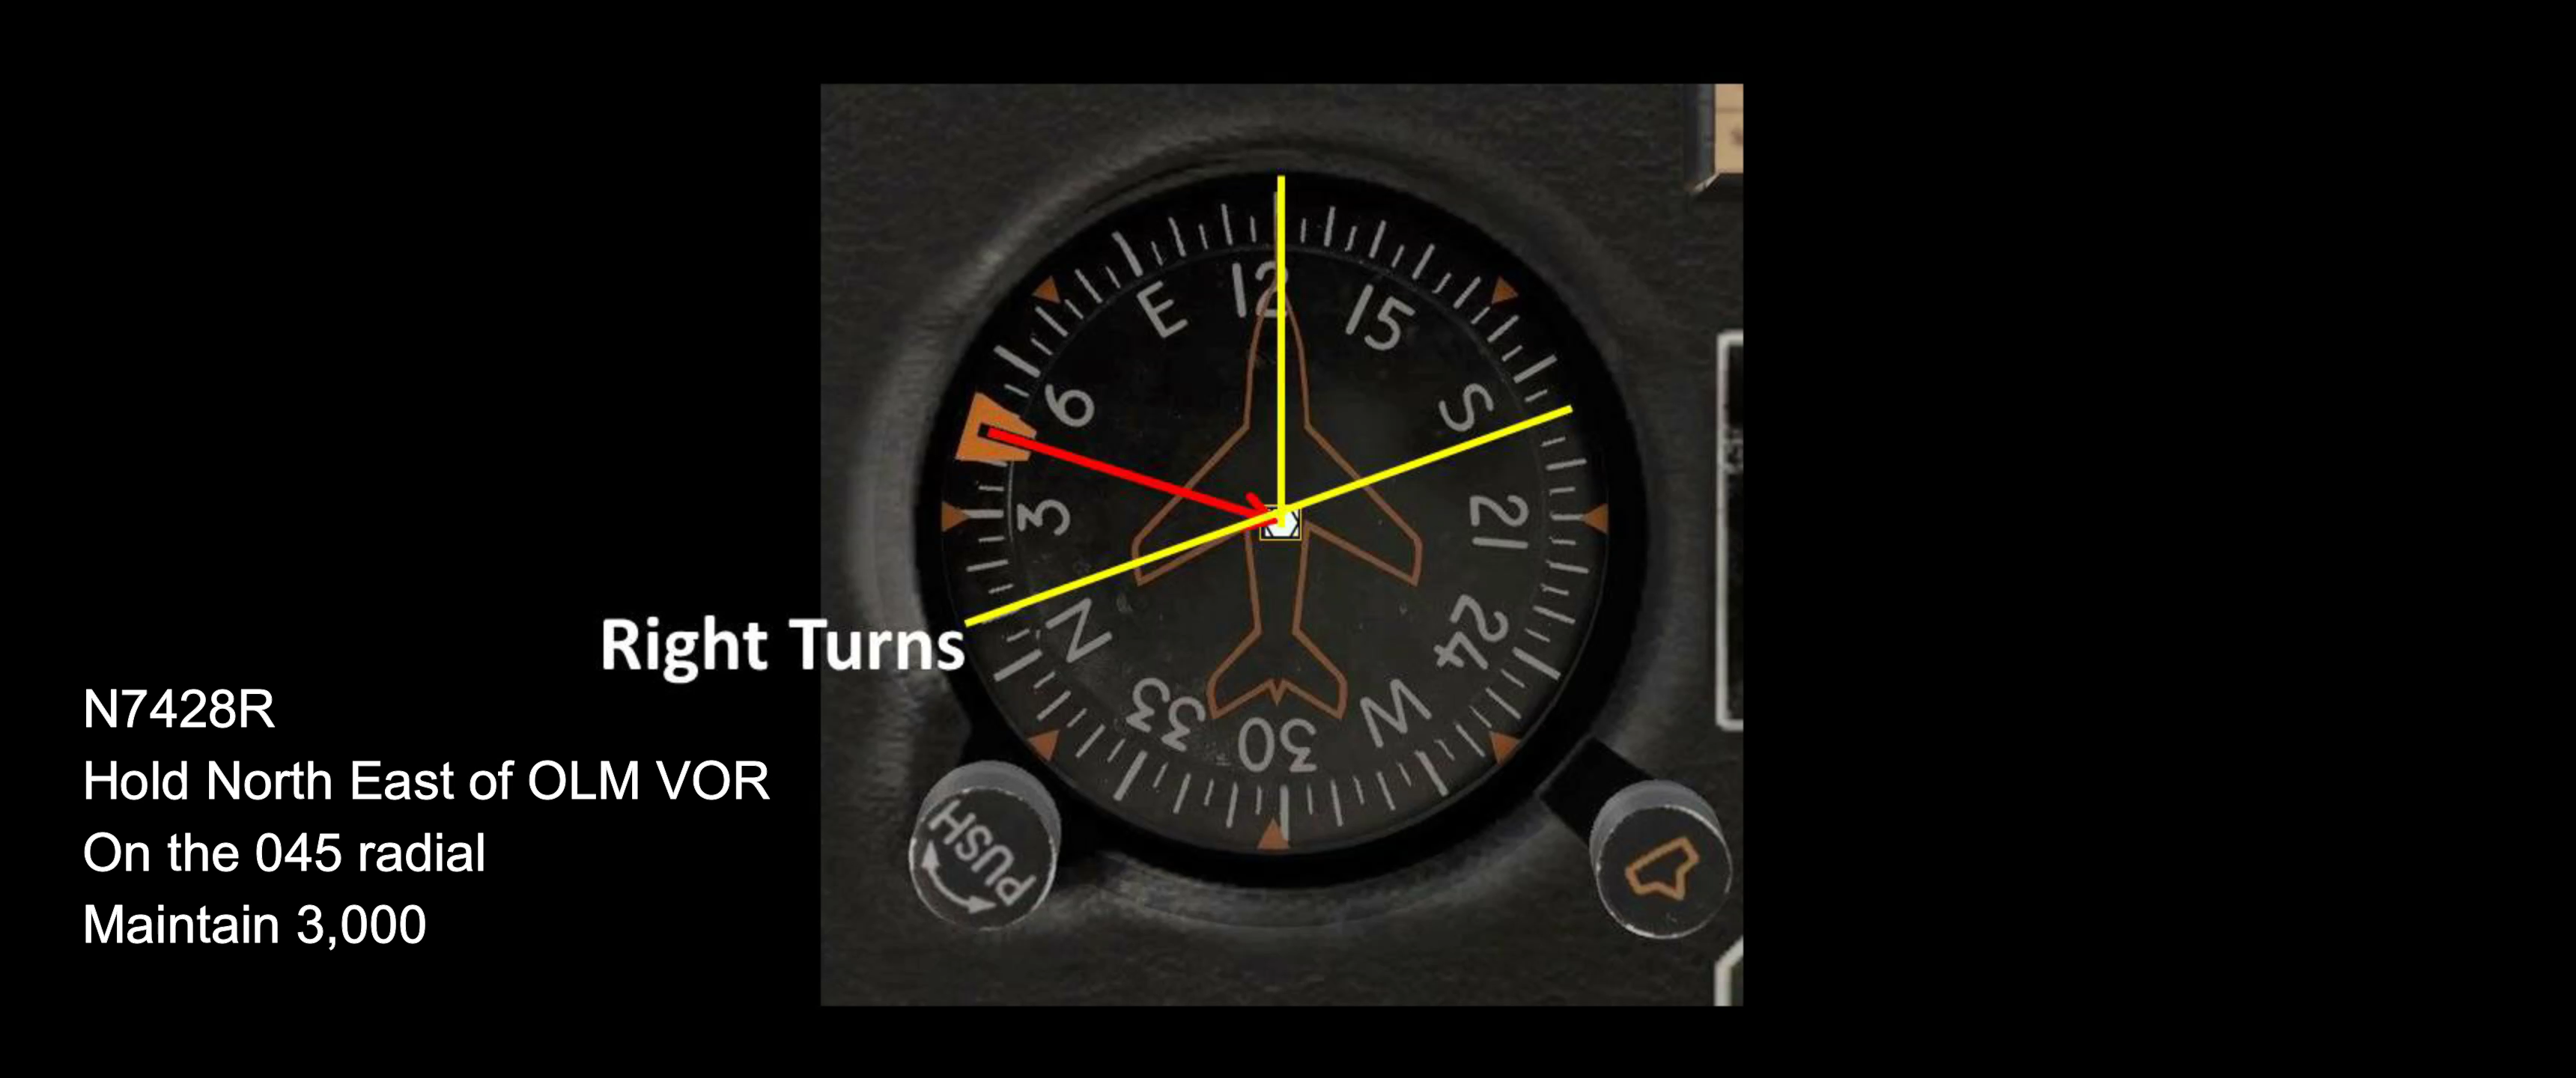 12
E
15
6
S
3
21
N
24
33
W
30
Right Turns
PUSH
N7428R
Hold North East of OLM VOR
On the 045 radial
Maintain 3,000